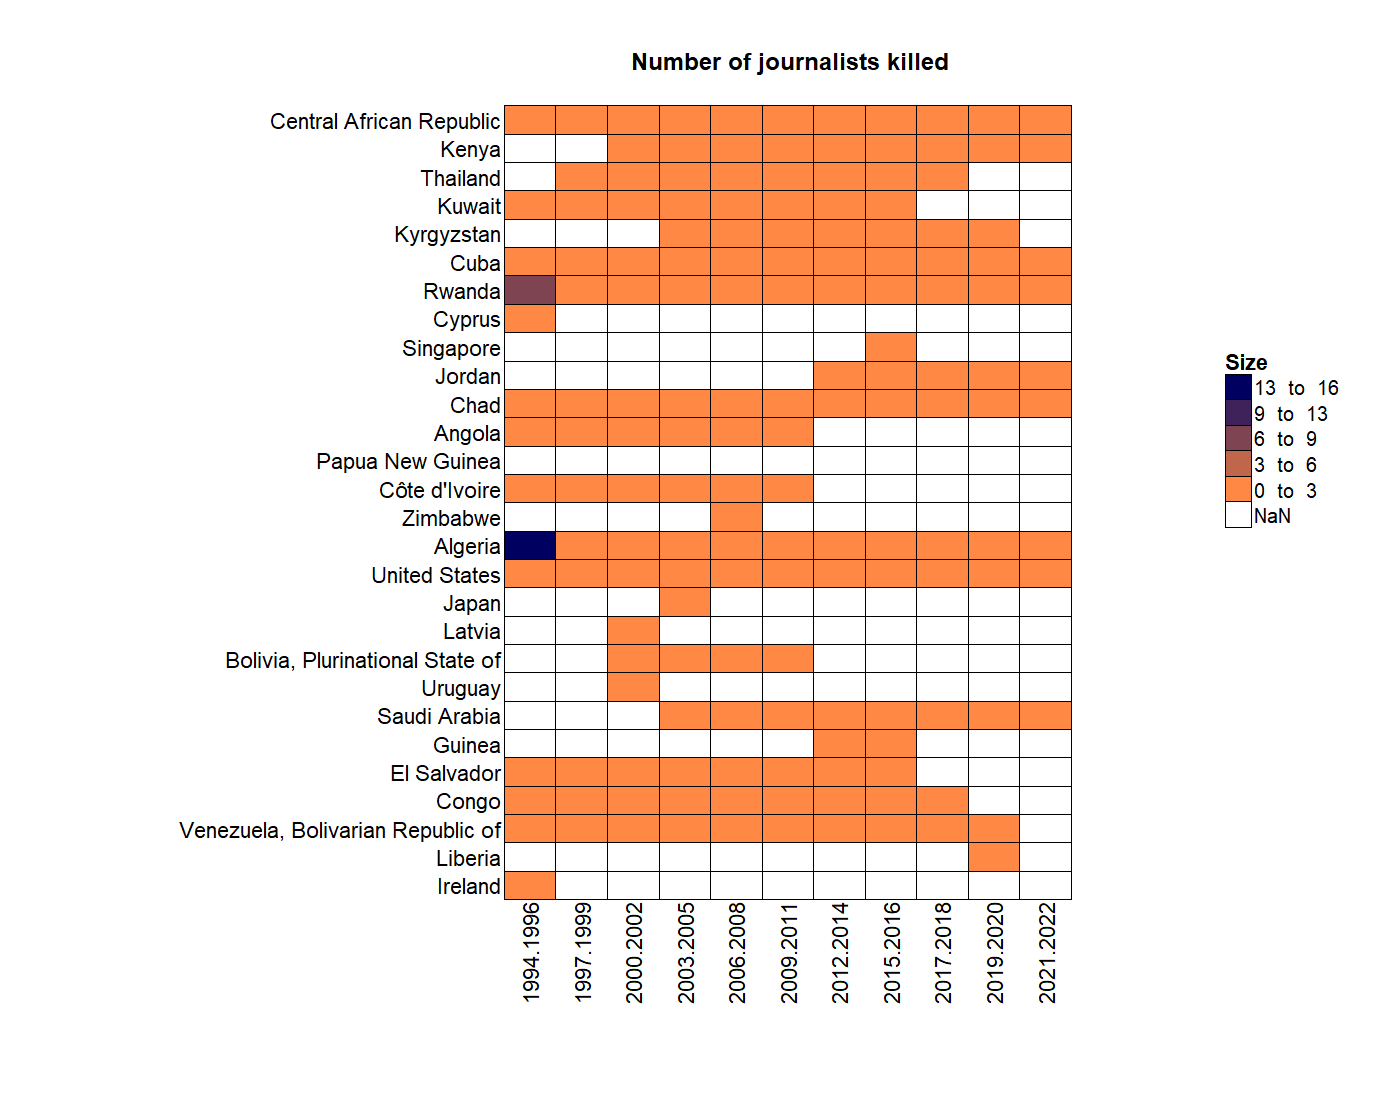 Number of journalists killed
Central African Republic
Kenya
Thailand
Kuwait
Kyrgyzstan
Cuba
Rwanda
Cyprus
Singapore
Jordan
Chad
Angola
Papua New Guinea
Côte d'Ivoire
Zimbabwe
Algeria
United States
Japan
Latvia
Bolivia, Plurinational State of
Uruguay
Saudi Arabia
Guinea
El Salvador
Congo
Venezuela, Bolivarian Republic of
Liberia
Ireland
1994.1996
1997.1999
2000.2002
2003.2005
2006.2008
2009.2011
2012.2014
2015.2016
2017.2018
2019.2020
2021.2022
Size
13 to 16
9 to 13
6 to 9
3 to 6
0 to 3
NaN